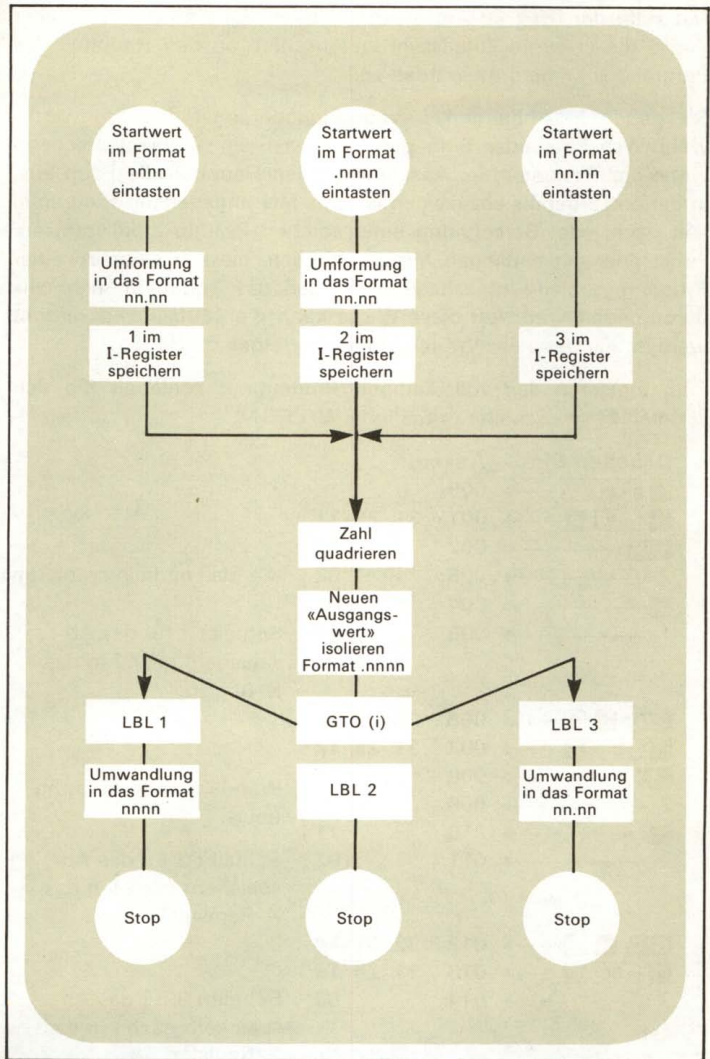 Startwert
im Format
nnnn
eintasten
Startwert
im Format
.nnnn
eintasten
Startwert
im Format
nn.nn
eintasten
Umformung
in das Format
nn.nn
Umformung
in das Format
nn.nn
1 im
I-Register
speichern
2 im
I-Register
speichern
3 im
I-Register
speichern
Zahl
quadrieren
Neuen
«Ausgangs-
wert»
isolieren
Format .nnnn
LBL 1
GTO (i)
LBL 3
Umwandlung
in das Format
nnnn
LBL 2
Umwandlung
in das Format
nn.nn
Stop
Stop
Stop